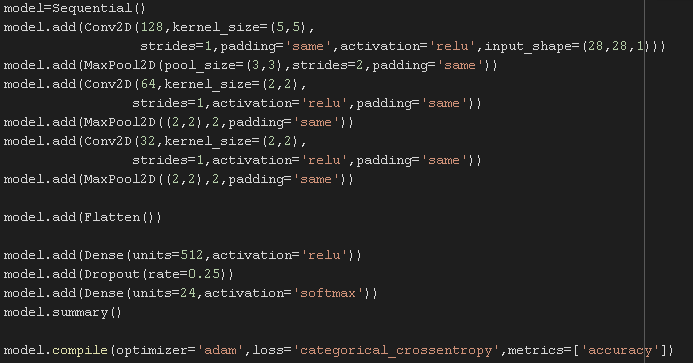 model=Sequential()
model.add(Conv2D(128,kernel_size=(5,5),
                 strides=1,padding='same',activation='relu',input_shape=(28,28,1)))
model.add(MaxPool2D(pool_size=(3,3),strides=2,padding='same'))
model.add(Conv2D(64,kernel_size=(2,2),
                strides=1,activation='relu',padding='same'))
model.add(MaxPool2D((2,2),2,padding='same'))
model.add(Conv2D(32,kernel_size=(2,2),
                strides=1,activation='relu',padding='same'))
model.add(MaxPool2D((2,2),2,padding='same'))

model.add(Flatten())

model.add(Dense(units=512,activation='relu'))
model.add(Dropout(rate=0.25))
model.add(Dense(units=24,activation='softmax'))
model.summary()

model.compile(optimizer='adam',loss='categorical_crossentropy',metrics=['accuracy'])